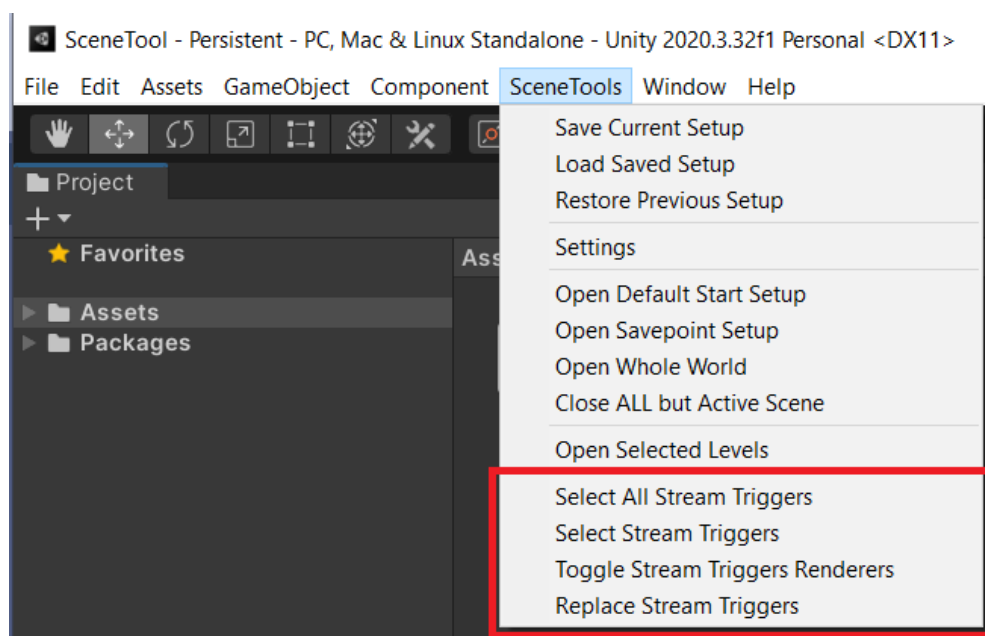 SceneTool - Persistent - PC, Mac & Linux Standalone - Unity 2020.3.32f1 Personal <DX11>
File Edit Assets GameObject Component SceneTools Window Help
Project
Favorites
Ass
Assets
Packages
Save Current Setup
Load Saved Setup
Restore Previous Setup
Settings
Open Default Start Setup
Open Savepoint Setup
Open Whole World
Close ALL but Active Scene
Open Selected Levels
Select All Stream Triggers
Select Stream Triggers
Toggle Stream Triggers Renderers
Replace Stream Triggers